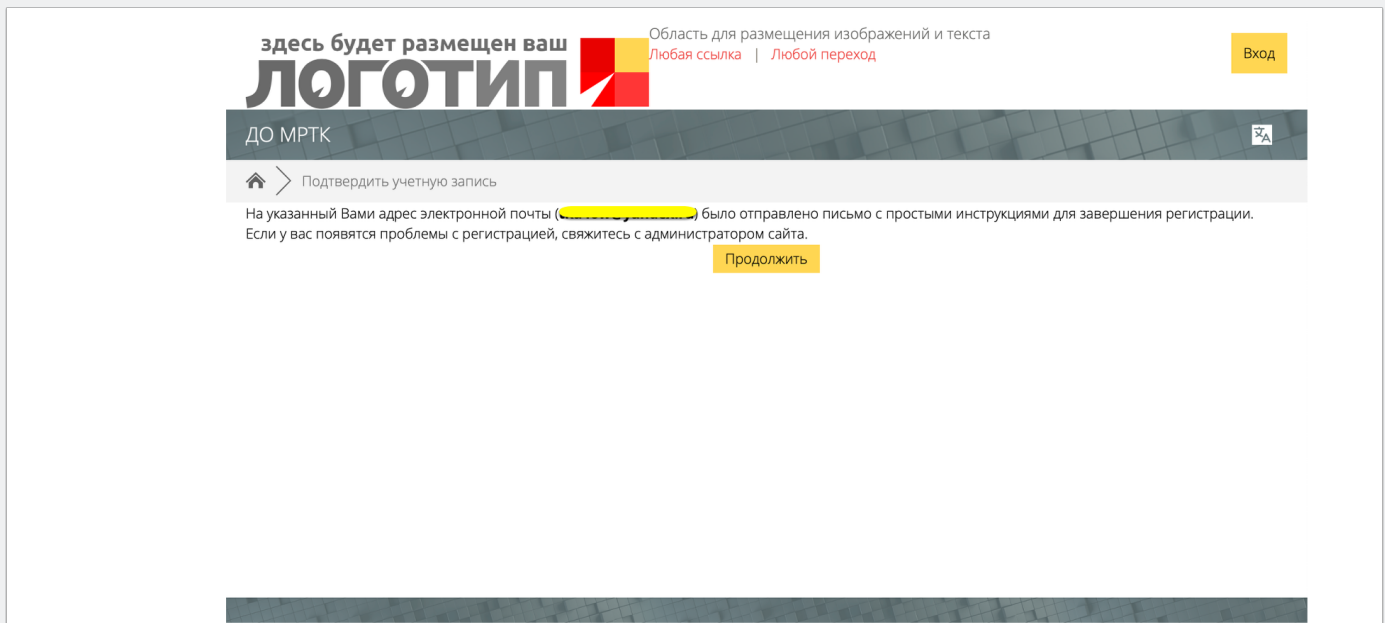 здесь будет размещен ваш
ЛОГОТИП
Область для размещения изображений и текста
Любая ссылка | Любой переход
Вход
ДО МРТК
Подтвердить учетную запись
На указанный Вами адрес электронной почты () было отправлено письмо с простыми инструкциями для завершения регистрации.
Если у вас появятся проблемы с регистрацией, свяжитесь с администратором сайта.
Продолжить